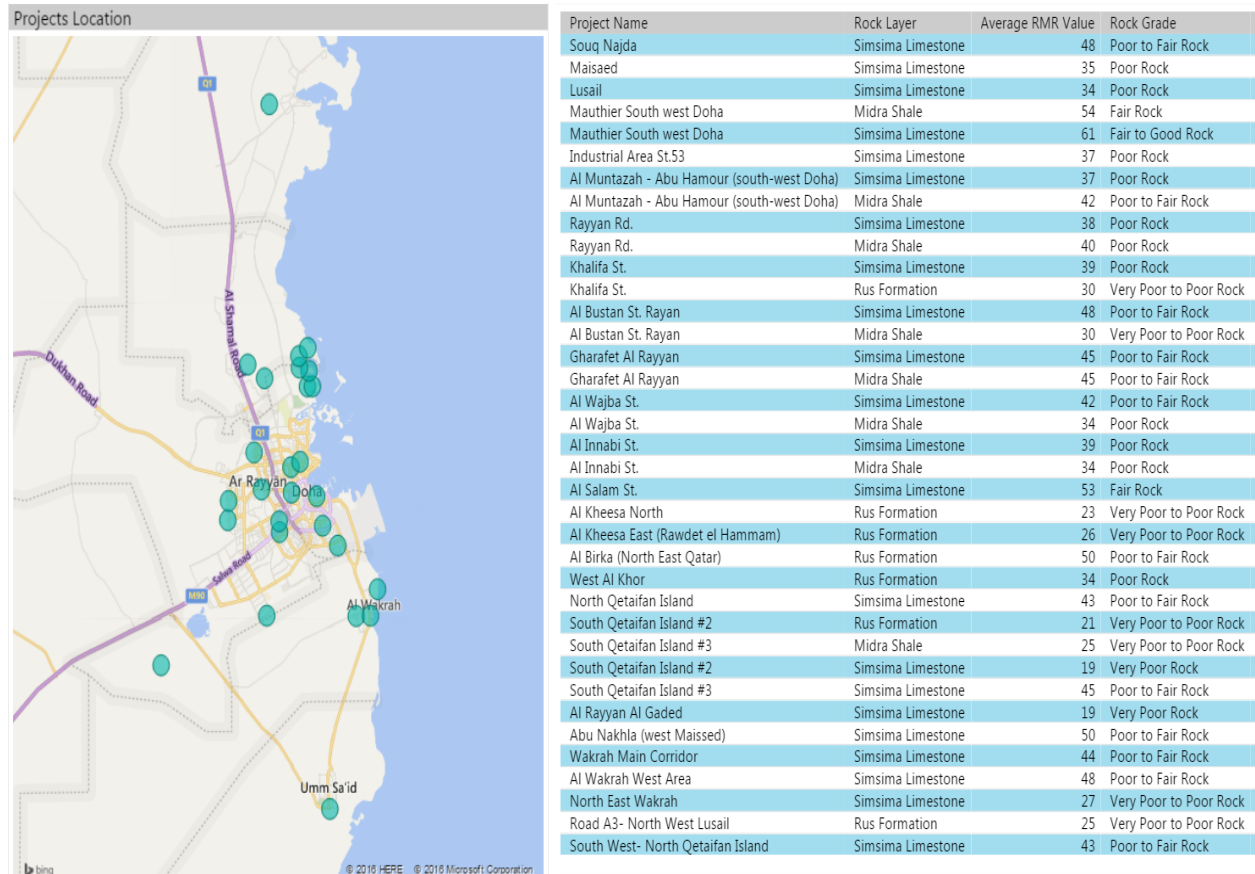 Projects Location
Q1
Al Shamal Road
Dukhan Road
Q1
Ar Rayyān
Doha
Salwa Road
M90
Al Wakrah
Umm Sa'id
bing
© 2016 HERE © 2016 Microsoft Corporation
Project Name Rock Layer Average RMR Value Rock Grade
Souq Najda Simsima Limestone 48 Poor to Fair Rock
Maisaed Simsima Limestone 35 Poor Rock
Lusail Simsima Limestone 34 Poor Rock
Mauthier South west Doha Midra Shale 54 Fair Rock
Mauthier South west Doha Simsima Limestone 61 Fair to Good Rock
Industrial Area St.53 Simsima Limestone 37 Poor Rock
Al Muntazah - Abu Hamour (south-west Doha) Simsima Limestone 37 Poor Rock
Al Muntazah - Abu Hamour (south-west Doha) Midra Shale 42 Poor to Fair Rock
Rayyan Rd. Simsima Limestone 38 Poor Rock
Rayyan Rd. Midra Shale 40 Poor Rock
Khalifa St. Simsima Limestone 39 Poor Rock
Khalifa St. Rus Formation 30 Very Poor to Poor Rock
Al Bustan St. Rayan Simsima Limestone 48 Poor to Fair Rock
Al Bustan St. Rayan Midra Shale 30 Very Poor to Poor Rock
Gharafet Al Rayyan Simsima Limestone 45 Poor to Fair Rock
Gharafet Al Rayyan Midra Shale 45 Poor to Fair Rock
Al Wajba St. Simsima Limestone 42 Poor to Fair Rock
Al Wajba St. Midra Shale 34 Poor Rock
Al Innabi St. Simsima Limestone 39 Poor Rock
Al Innabi St. Midra Shale 34 Poor Rock
Al Salam St. Simsima Limestone 53 Fair Rock
Al Kheesa North Rus Formation 23 Very Poor to Poor Rock
Al Kheesa East (Rawdet el Hammam) Rus Formation 26 Very Poor to Poor Rock
Al Birka (North East Qatar) Rus Formation 50 Poor to Fair Rock
West Al Khor Rus Formation 34 Poor Rock
North Qetaifan Island Simsima Limestone 43 Poor to Fair Rock
South Qetaifan Island #2 Rus Formation 21 Very Poor to Poor Rock
South Qetaifan Island #3 Midra Shale 25 Very Poor to Poor Rock
South Qetaifan Island #2 Simsima Limestone 19 Very Poor Rock
South Qetaifan Island #3 Simsima Limestone 45 Poor to Fair Rock
Al Rayyan Al Gaded Simsima Limestone 19 Very Poor Rock
Abu Nakhla (west Maissed) Simsima Limestone 50 Poor to Fair Rock
Wakrah Main Corridor Simsima Limestone 44 Poor to Fair Rock
Al Wakrah West Area Simsima Limestone 48 Poor to Fair Rock
North East Wakrah Simsima Limestone 27 Very Poor to Poor Rock
Road A3- North West Lusail Rus Formation 25 Very Poor to Poor Rock
South West- North Qetaifan Island Simsima Limestone 43 Poor to Fair Rock